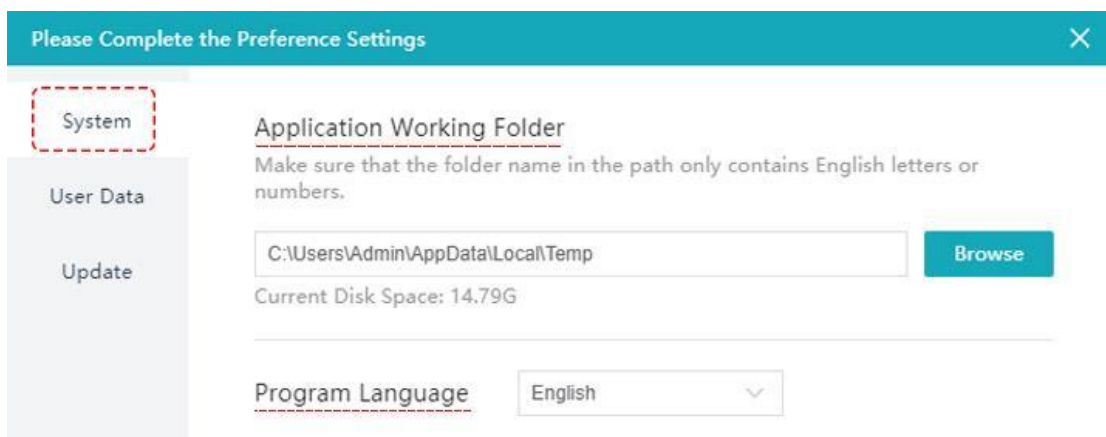 Please Complete the Preference Settings
System
User Data
Update
Application Working Folder
Make sure that the folder name in the path only contains English letters or
numbers.
C:\Users\Admin\AppData\Local\Temp
Browse
Current Disk Space: 14.79G
Program Language
English